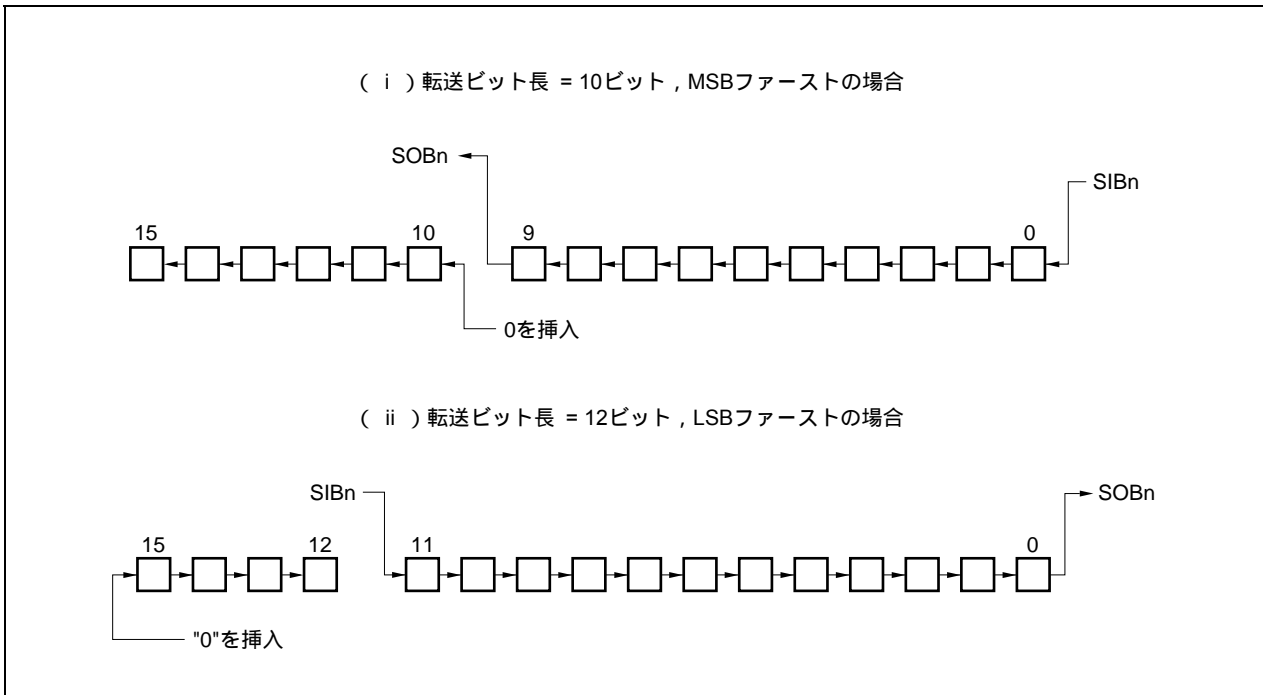 ( i ) 転送ビット長 = 10ビット , MSBファーストの場合
SOBn
SIBn
15
10
9
0
0を挿入
( ii ) 転送ビット長 = 12ビット , LSBファーストの場合
SIBn
SOBn
15
12
11
0
"0"を挿入